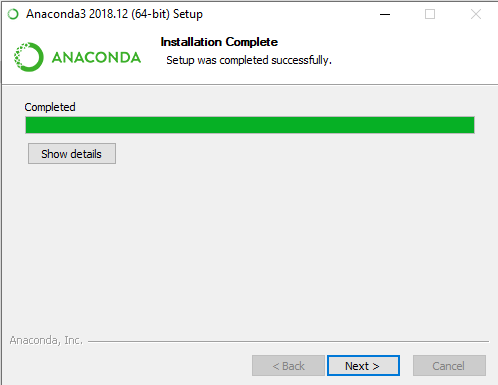 Anaconda3 2018.12 (64-bit) Setup
ANACONDA
Installation Complete
Setup was completed successfully.
Completed
Show details
Anaconda, Inc.
< Back
Next >
Cancel